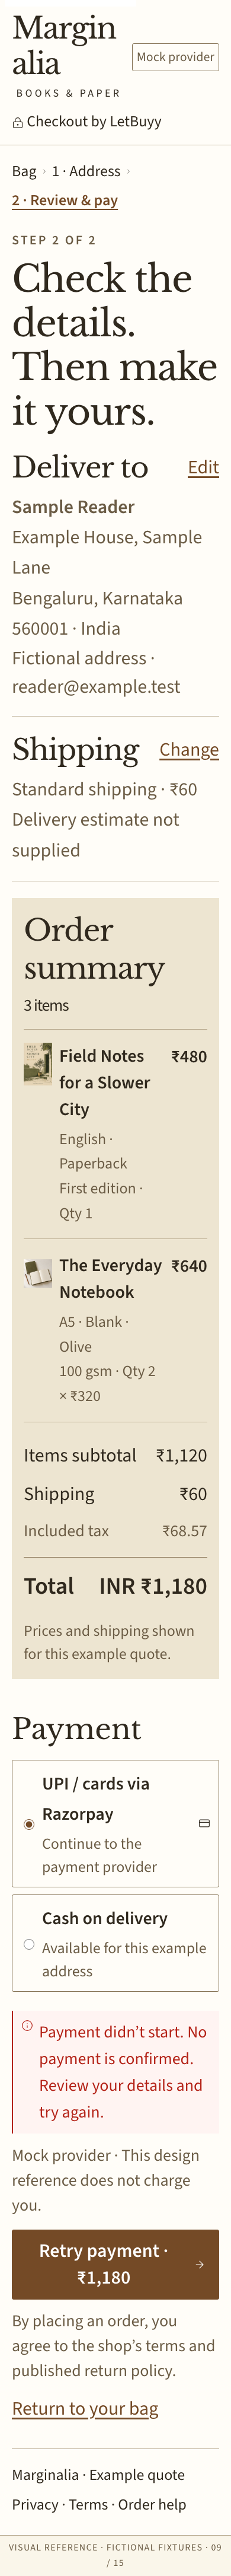 Margin
alia
BOOKS & PAPER
Mock provider
Checkout by LetBuyy
Bag › 1 · Address ›
2 · Review & pay
STEP 2 OF 2
Check the
details.
Then make
it yours.
Deliver to Edit
Sample Reader
Example House, Sample
Lane
Bengaluru, Karnataka
560001 · India
Fictional address ·
reader@example.test
Shipping Change
Standard shipping · ₹60
Delivery estimate not
supplied
Order
summary
3 items
Field Notes ₹480
for a Slower
City
English ·
Paperback
First edition ·
Qty 1
The Everyday ₹640
Notebook
A5 · Blank ·
Olive
100 gsm · Qty 2
× ₹320
Items subtotal ₹1,120
Shipping ₹60
Included tax ₹68.57
Total INR ₹1,180
Prices and shipping shown
for this example quote.
Payment
UPI / cards via
Razorpay
Continue to the
payment provider
Cash on delivery
Available for this example
address
Payment didn’t start. No
payment is confirmed.
Review your details and
try again.
Mock provider · This design
reference does not charge
you.
Retry payment ·
₹1,180 →
By placing an order, you
agree to the shop’s terms and
published return policy.
Return to your bag
Marginalia · Example quote
Privacy · Terms · Order help
VISUAL REFERENCE · FICTIONAL FIXTURES · 09
/ 15